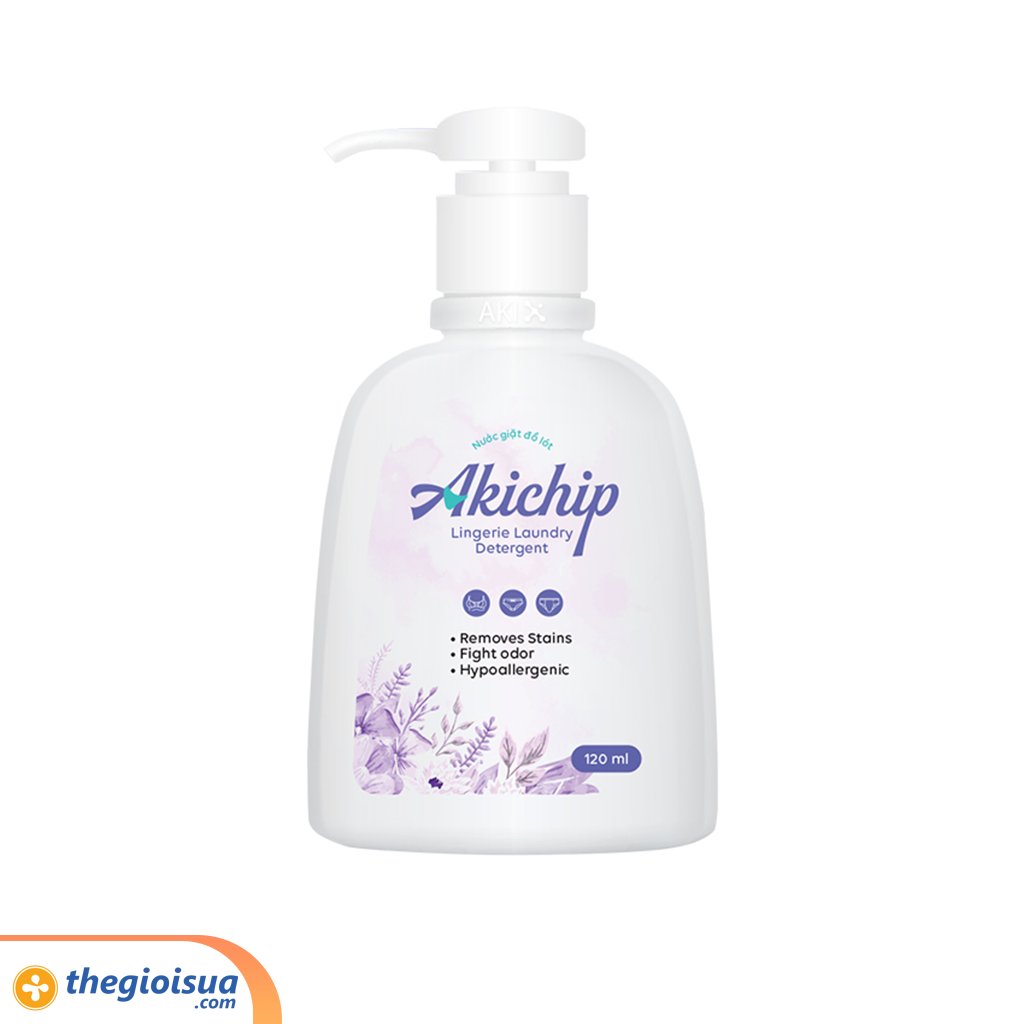 AKI
Nước giặt đồ lót
Akichip
Lingerie Laundry
Detergent
• Removes Stains
• Fight odor
• Hypoallergenic
120 ml
thegioisua
.com